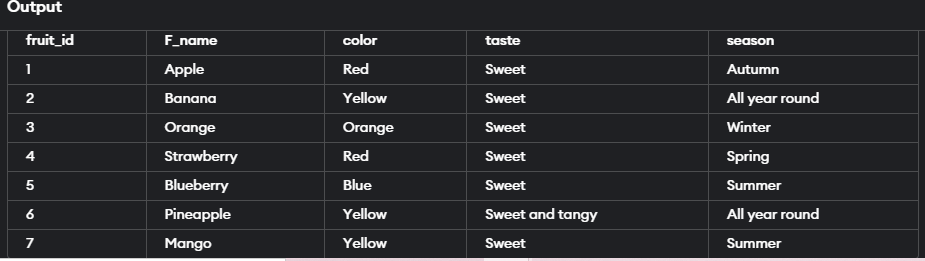 Output
fruit_id F_name color taste season
1 Apple Red Sweet Autumn
2 Banana Yellow Sweet All year round
3 Orange Orange Sweet Winter
4 Strawberry Red Sweet Spring
5 Blueberry Blue Sweet Summer
6 Pineapple Yellow Sweet and tangy All year round
7 Mango Yellow Sweet Summer